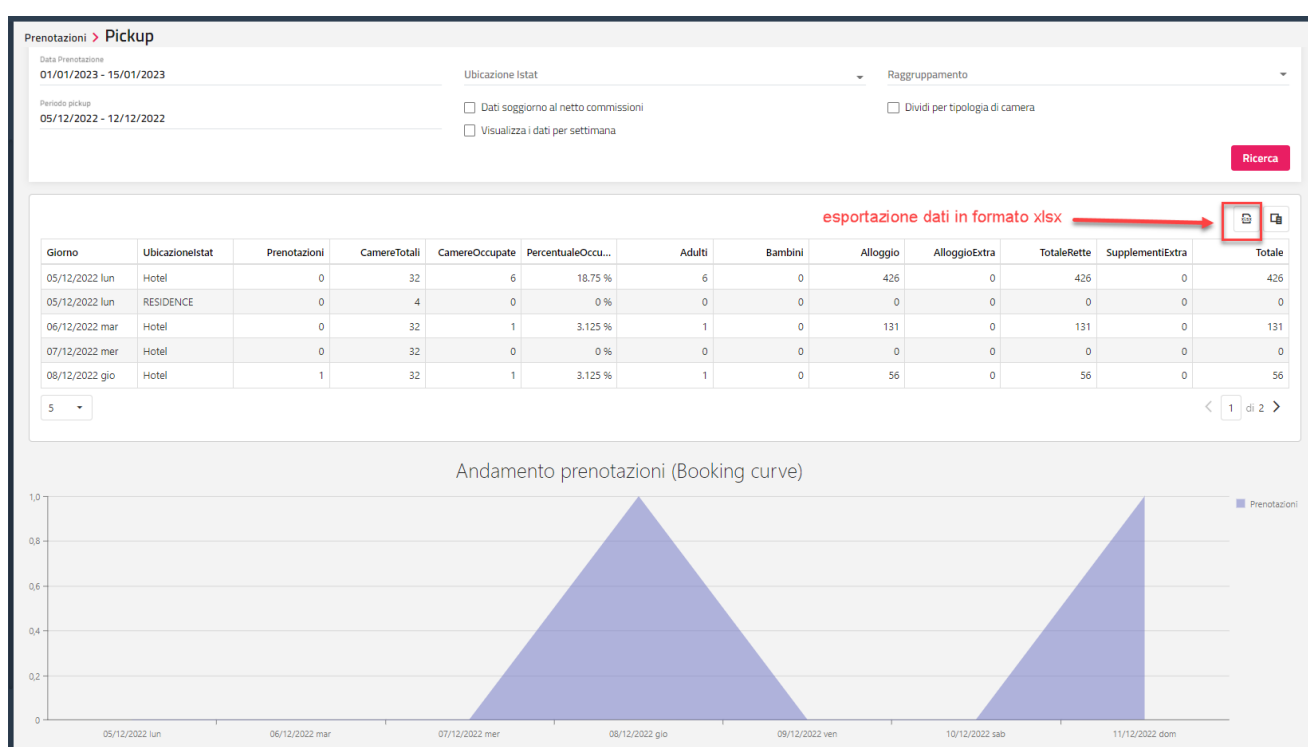 Prenotazioni > Pickup
Data Prenotazione
01/01/2023 - 15/01/2023
Ubicazione Istat
Raggruppamento
Periodo pickup
05/12/2022 - 12/12/2022
Dati soggiorno al netto commissioni
Dividi per tipologia di camera
Visualizza i dati per settimana
Ricerca
esportazione dati in formato xlsx
Giorno UbicazioneIstat Prenotazioni CamereTotali CamereOccupate PercentualeOccu... Adulti Bambini Alloggio AlloggioExtra TotaleRette SupplementiExtra Totale
05/12/2022 lun Hotel 0 32 6 18.75 % 6 0 426 0 426 0 426
05/12/2022 lun RESIDENCE 0 4 0 0 % 0 0 0 0 0 0 0
06/12/2022 mar Hotel 0 32 1 3.125 % 1 0 131 0 131 0 131
07/12/2022 mer Hotel 0 32 0 0 % 0 0 0 0 0 0 0
08/12/2022 gio Hotel 1 32 1 3.125 % 1 0 56 0 56 0 56
5
1 di 2
Andamento prenotazioni (Booking curve)
1,0
Prenotazioni
0,8
0,6
0,4
0,2
0
05/12/2022 lun 06/12/2022 mar 07/12/2022 mer 08/12/2022 gio 09/12/2022 ven 10/12/2022 sab 11/12/2022 dom